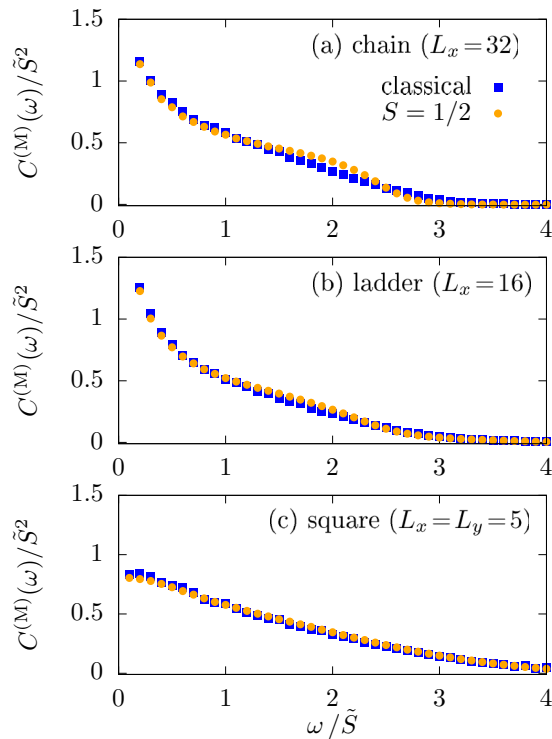 1.5
1
0.5
0
0 1 2 3 4
C^(M)(ω)/S̃²
(a) chain (L_x = 32)
classical
S = 1/2
1.5
1
0.5
0
0 1 2 3 4
C^(M)(ω)/S̃²
(b) ladder (L_x = 16)
1.5
1
0.5
0
0 1 2 3 4
C^(M)(ω)/S̃²
(c) square (L_x = L_y = 5)
ω/S̃